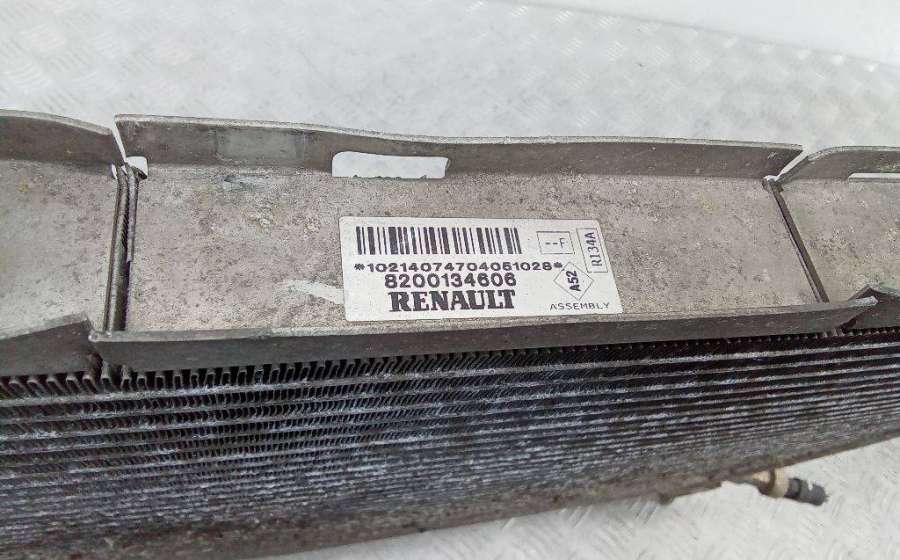 --F
R134A
*10214074704051028*
8200134606
A52
RENAULT
ASSEMBLY